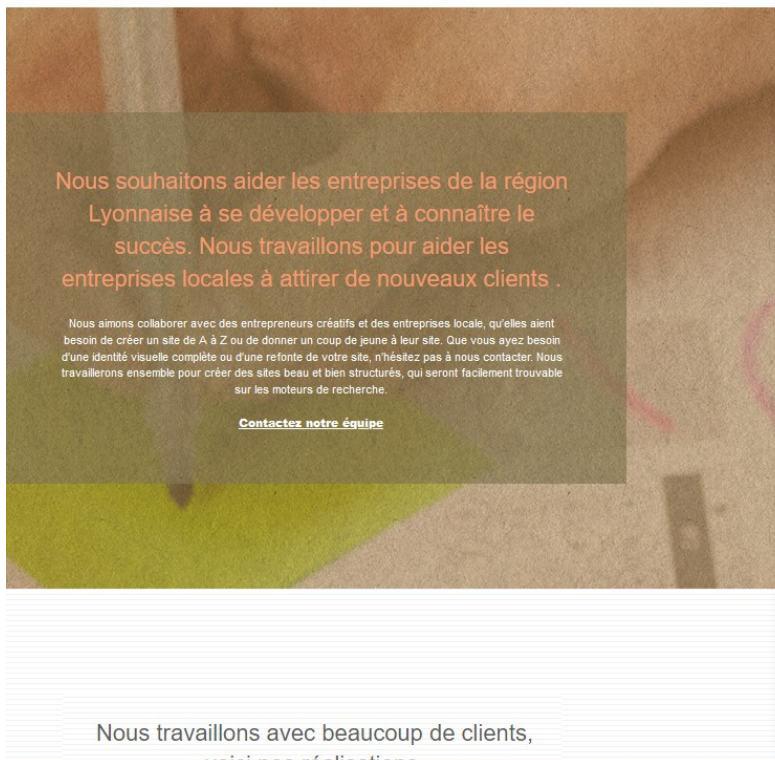 Nous souhaitons aider les entreprises de la région
Lyonnaise à se développer et à connaître le
succès. Nous travaillons pour aider les
entreprises locales à attirer de nouveaux clients .
Nous aimons collaborer avec des entrepreneurs créatifs et des entreprises locale, qu'elles aient
besoin de créer un site de A à Z ou de donner un coup de jeune à leur site. Que vous ayez besoin
d'une identité visuelle complète ou d'une refonte de votre site, n'hésitez pas à nous contacter. Nous
travaillerons ensemble pour créer des sites beau et bien structurés, qui seront facilement trouvable
sur les moteurs de recherche.
Contactez notre équipe
Nous travaillons avec beaucoup de clients,
voici nos réalisations